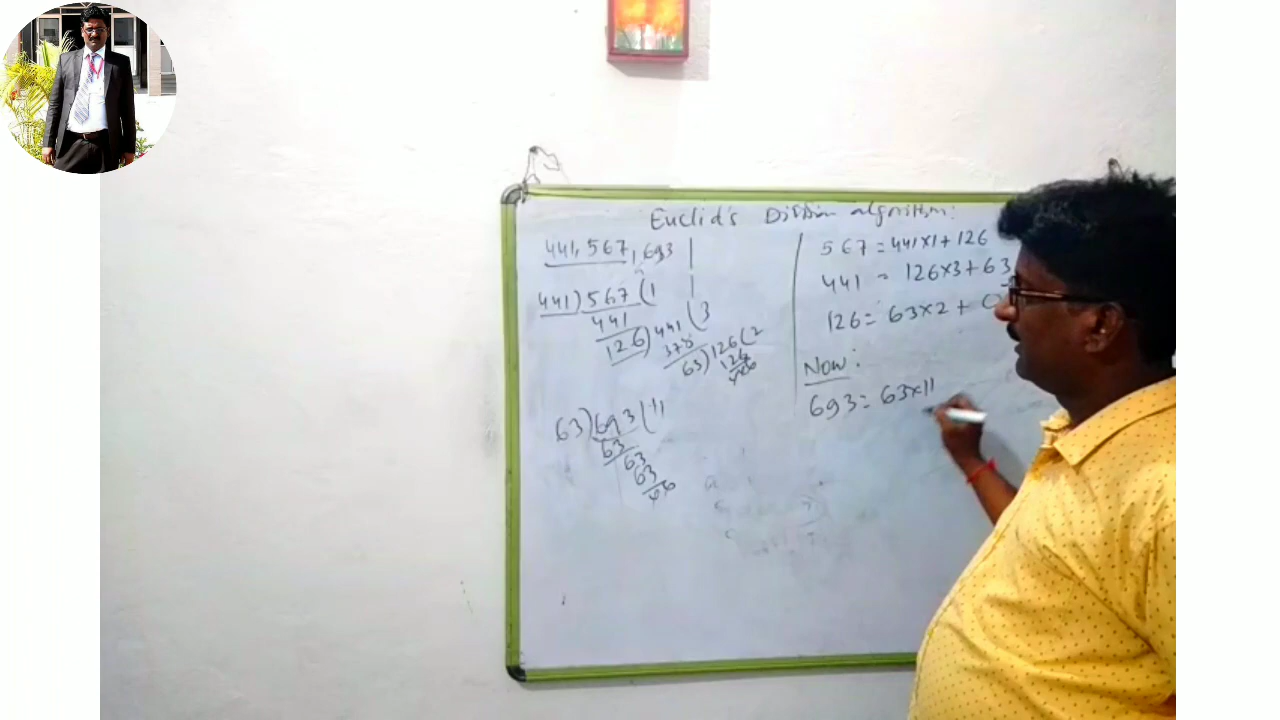 Euclid's Division algorithm:
441, 567, 693
441) 567 (1
441
126) 441 (3
378
63) 126 (2
126
63) 693 (11
63
63
63
567 = 441×1 + 126
441 = 126×3 + 63
126 = 63×2 + 0
Now:
693 = 63×11